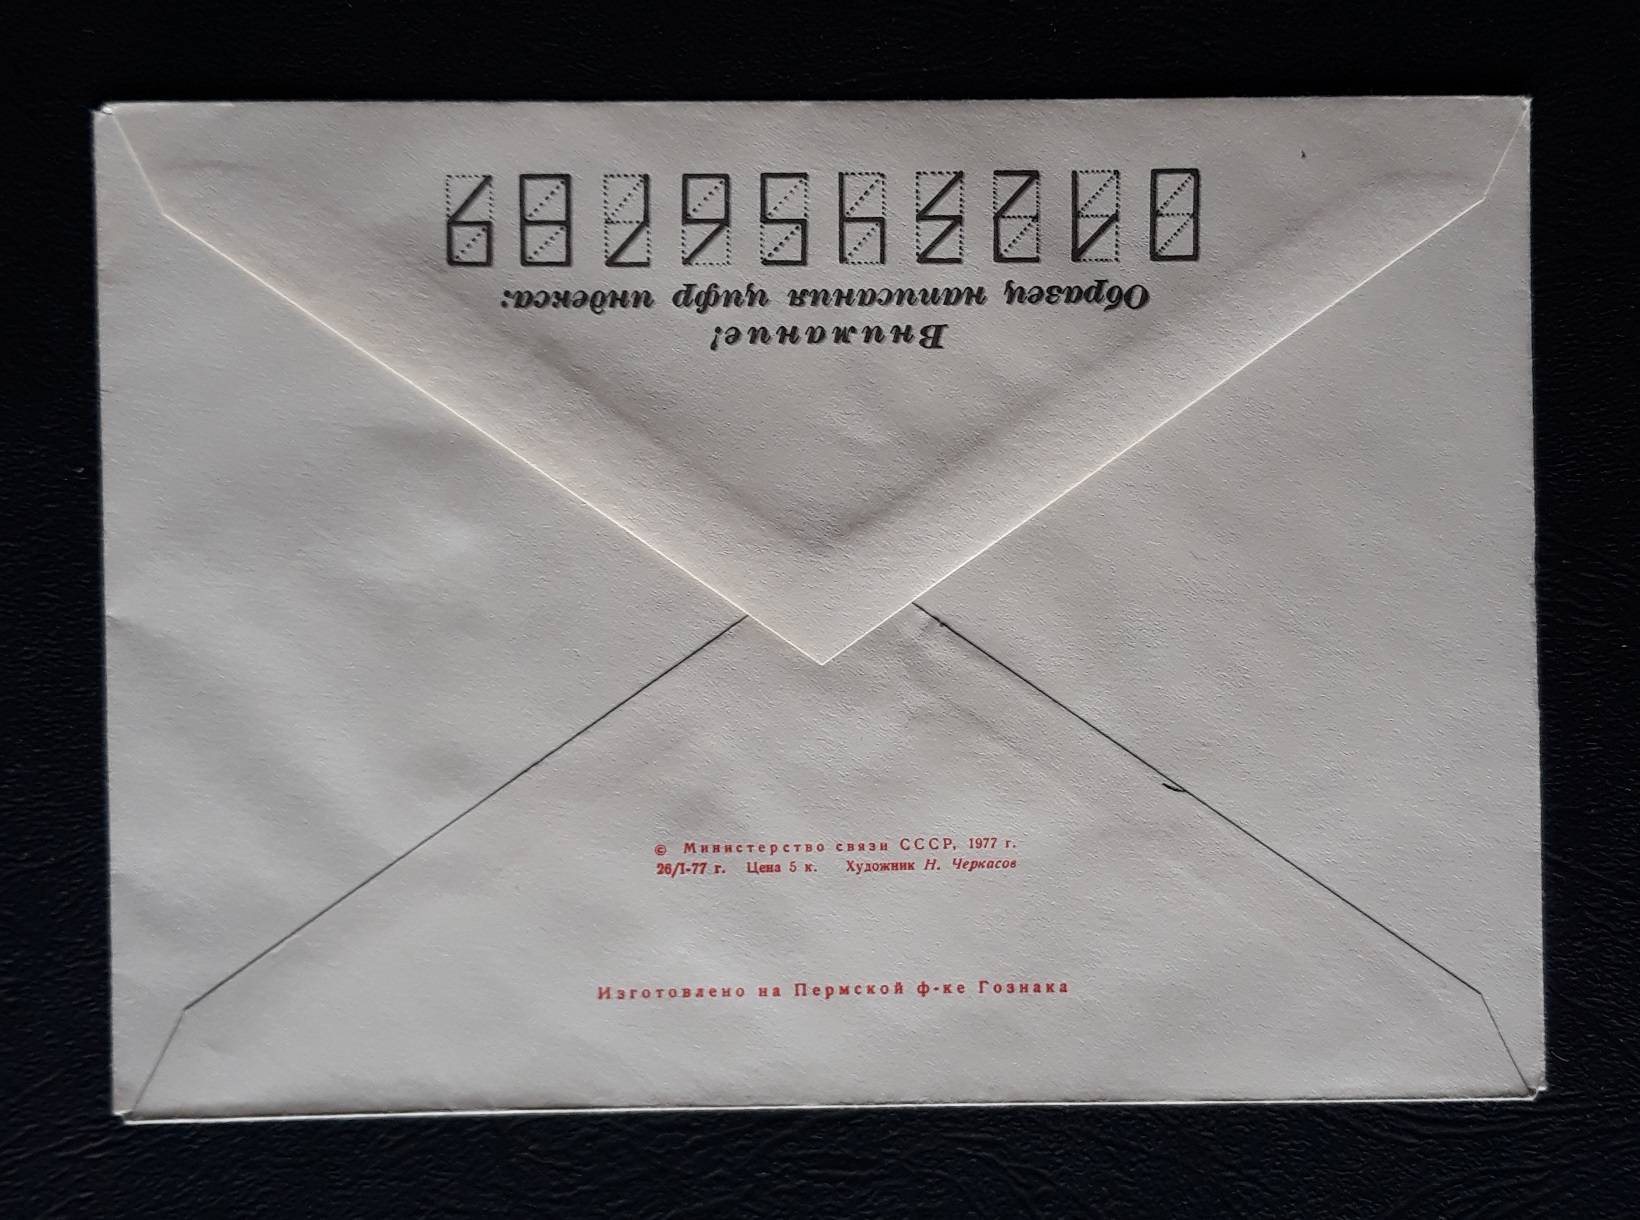 Внимание!
Образец написания цифр индекса:
0123456789
© Министерство связи СССР, 1977 г.
26/I-77 г. Цена 5 к. Художник Н. Черкасов
Изготовлено на Пермской ф-ке Гознака